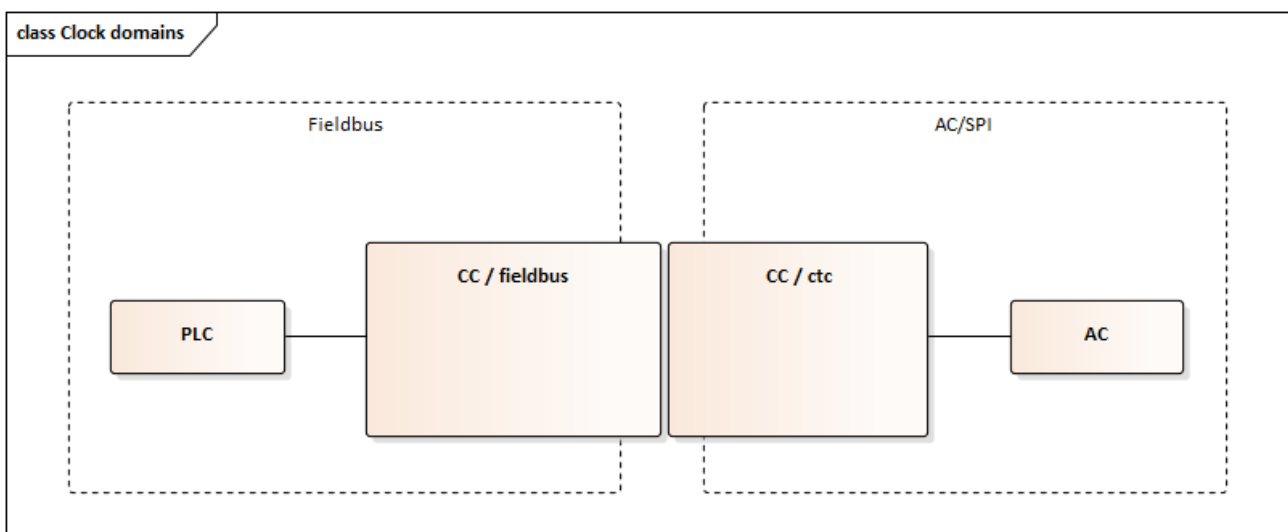 class Clock domains
Fieldbus
AC/SPI
CC / fieldbus
CC / ctc
PLC
AC